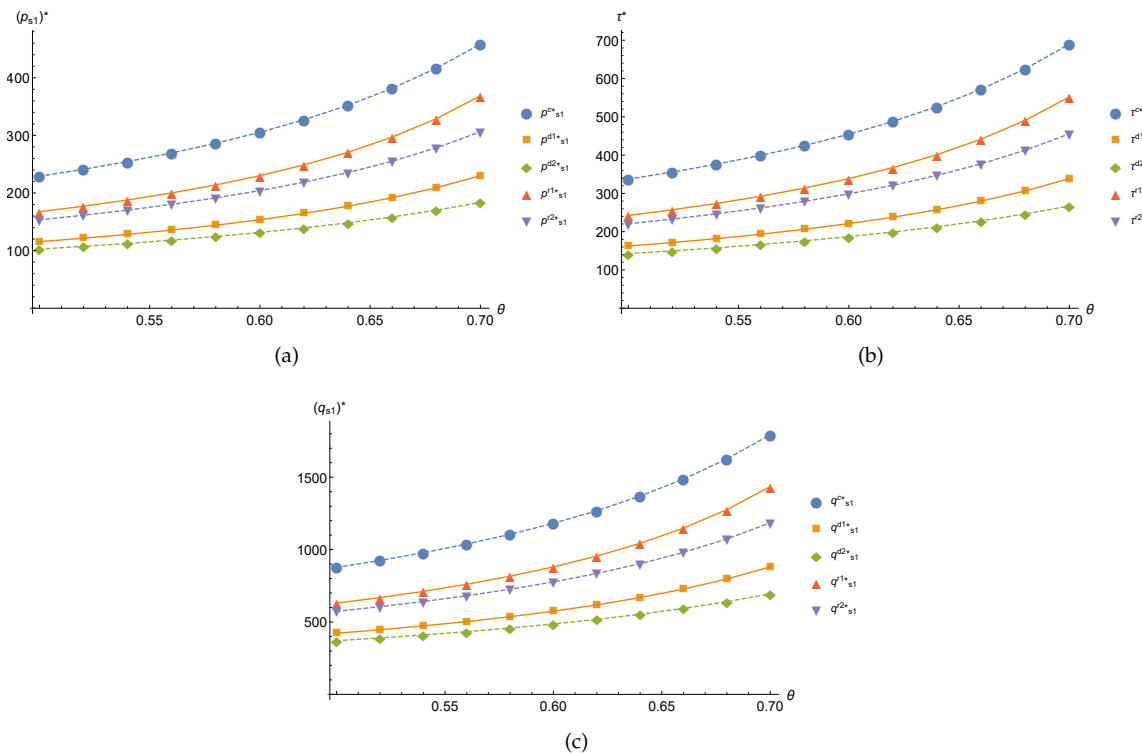 (p_s1)*
400
300
200
100
0.55
0.60
0.65
0.70
θ
p^c*_s1
p^d1*_s1
p^d2*_s1
p^r1*_s1
p^r2*_s1
(a)
τ*
700
600
500
400
300
200
100
0.55
0.60
0.65
0.70
θ
τ^c*
τ^d1
τ^d2
τ^r1
τ^r2
(b)
(q_s1)*
1500
1000
500
0.55
0.60
0.65
0.70
θ
q^c*_s1
q^d1*_s1
q^d2*_s1
q^r1*_s1
q^r2*_s1
(c)